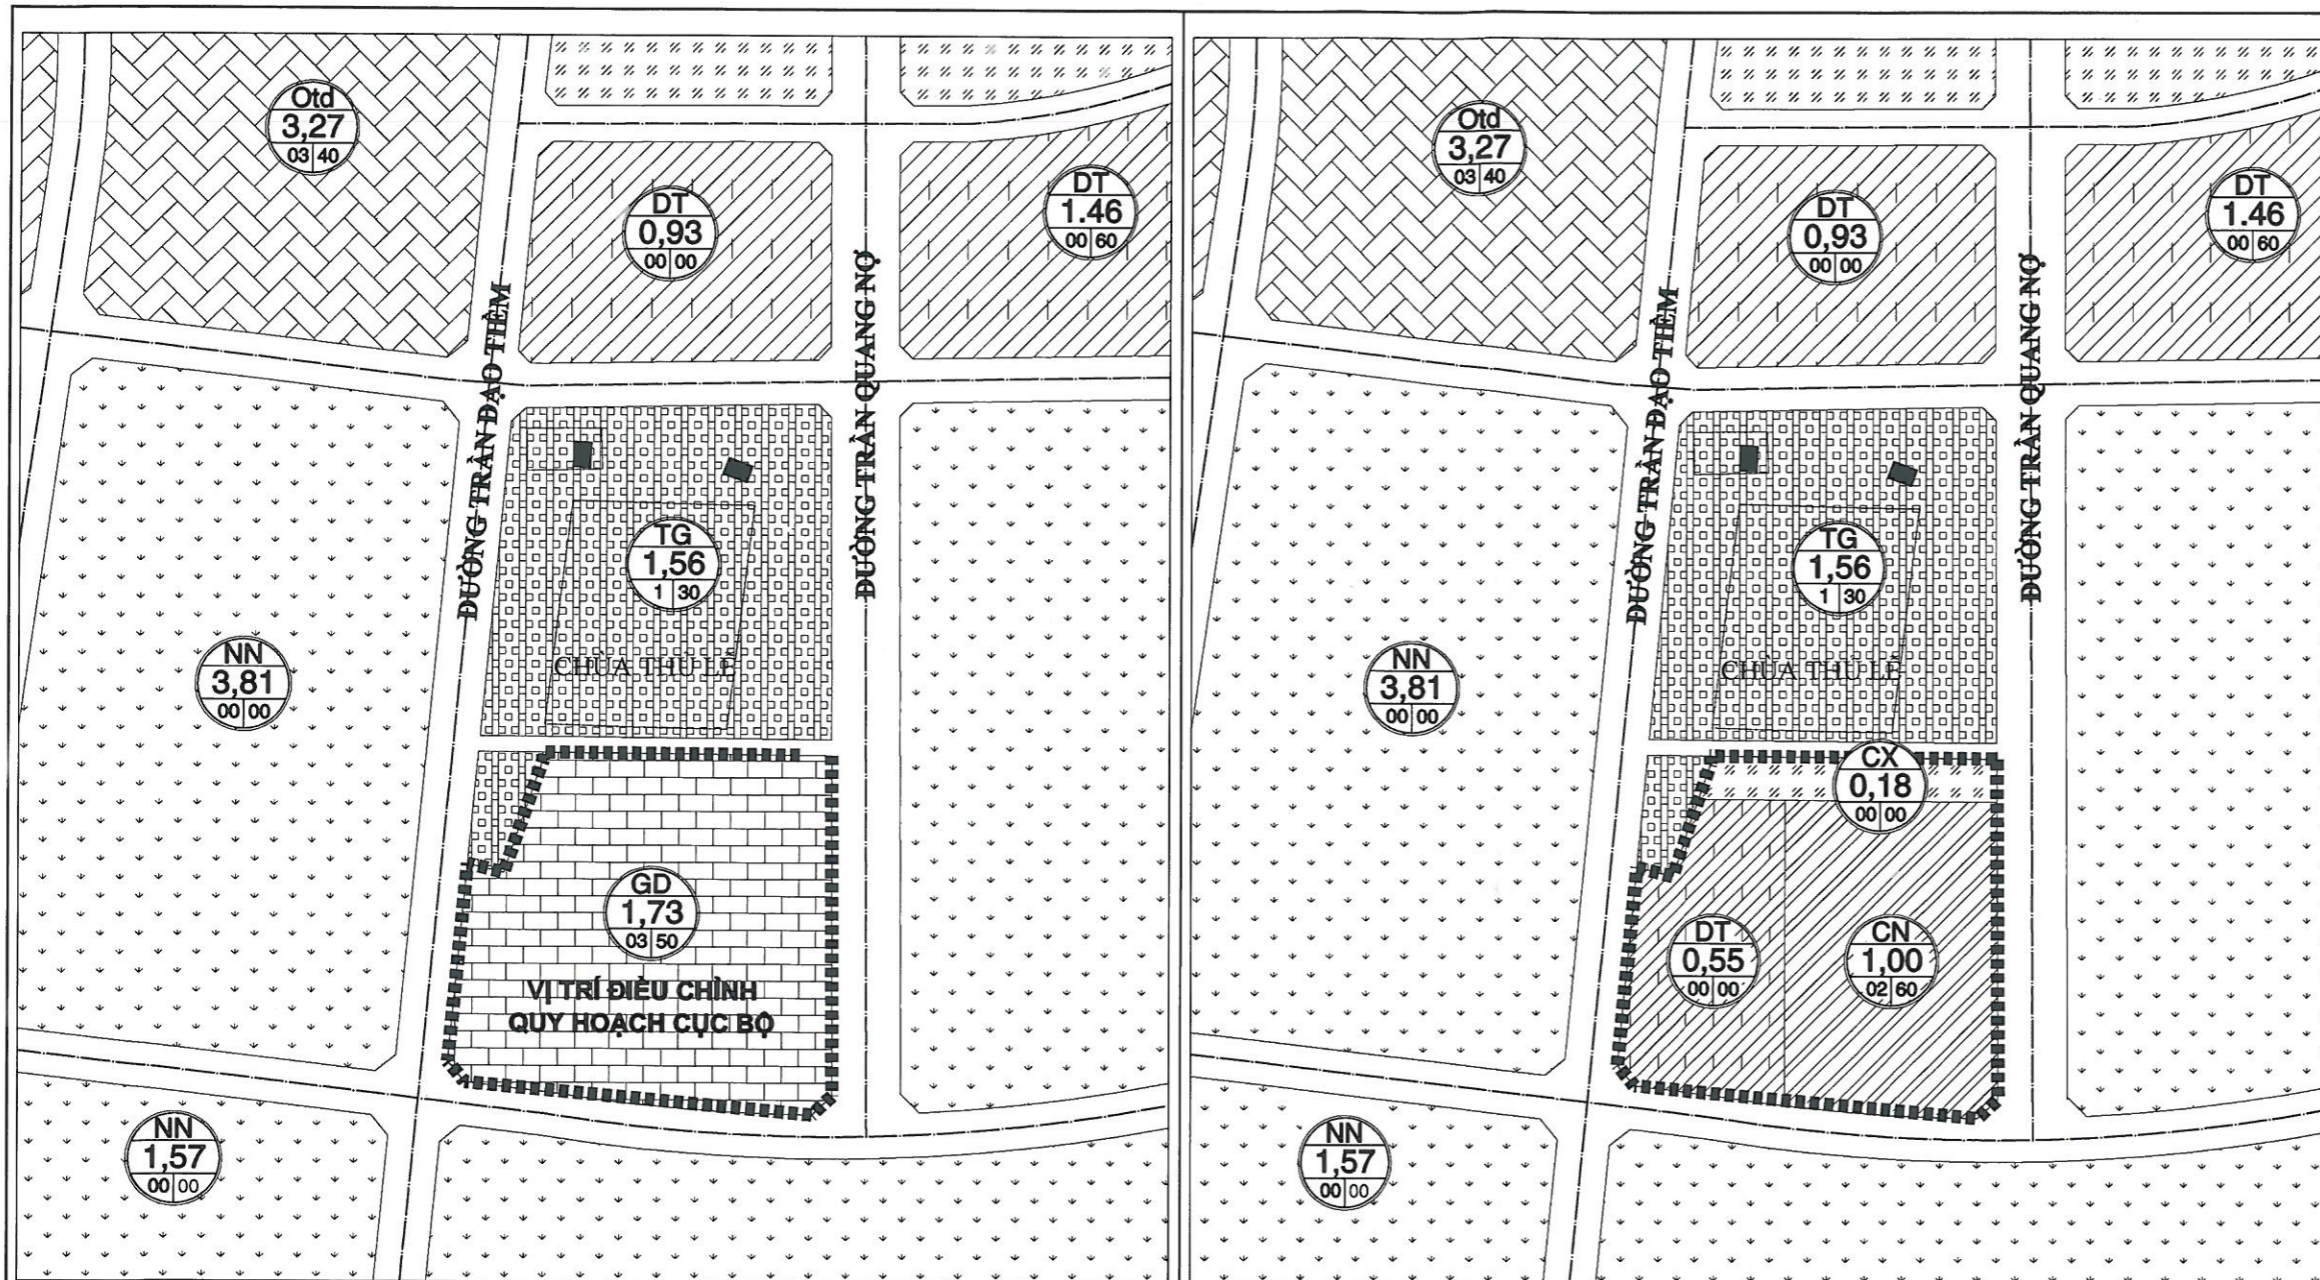 Otd
3,27
03 40
DT
0,93
00 00
DT
1.46
00 60
ĐƯỜNG TRẦN ĐẠO TIỀM
ĐƯỜNG TRẦN QUANG NỢ
TG
1,56
1 30
CHÙA THỦ LỄ
NN
3,81
00 00
GD
1,73
03 50
VỊ TRÍ ĐIỀU CHỈNH
QUY HOẠCH CỤC BỘ
NN
1,57
00 00
Otd
3,27
03 40
DT
0,93
00 00
DT
1.46
00 60
ĐƯỜNG TRẦN ĐẠO TIỀM
ĐƯỜNG TRẦN QUANG NỢ
TG
1,56
1 30
CHÙA THỦ LỄ
NN
3,81
00 00
CX
0,18
00 00
DT
0,55
00 00
CN
1,00
02 60
NN
1,57
00 00